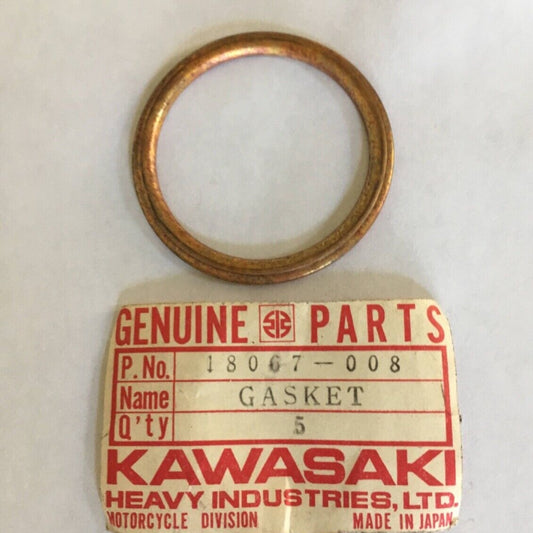 GENUINE PARTS
P.No. 18067-008
Name GASKET
Q'ty 5
KAWASAKI
HEAVY INDUSTRIES, LTD.
MOTORCYCLE DIVISION MADE IN JAPAN